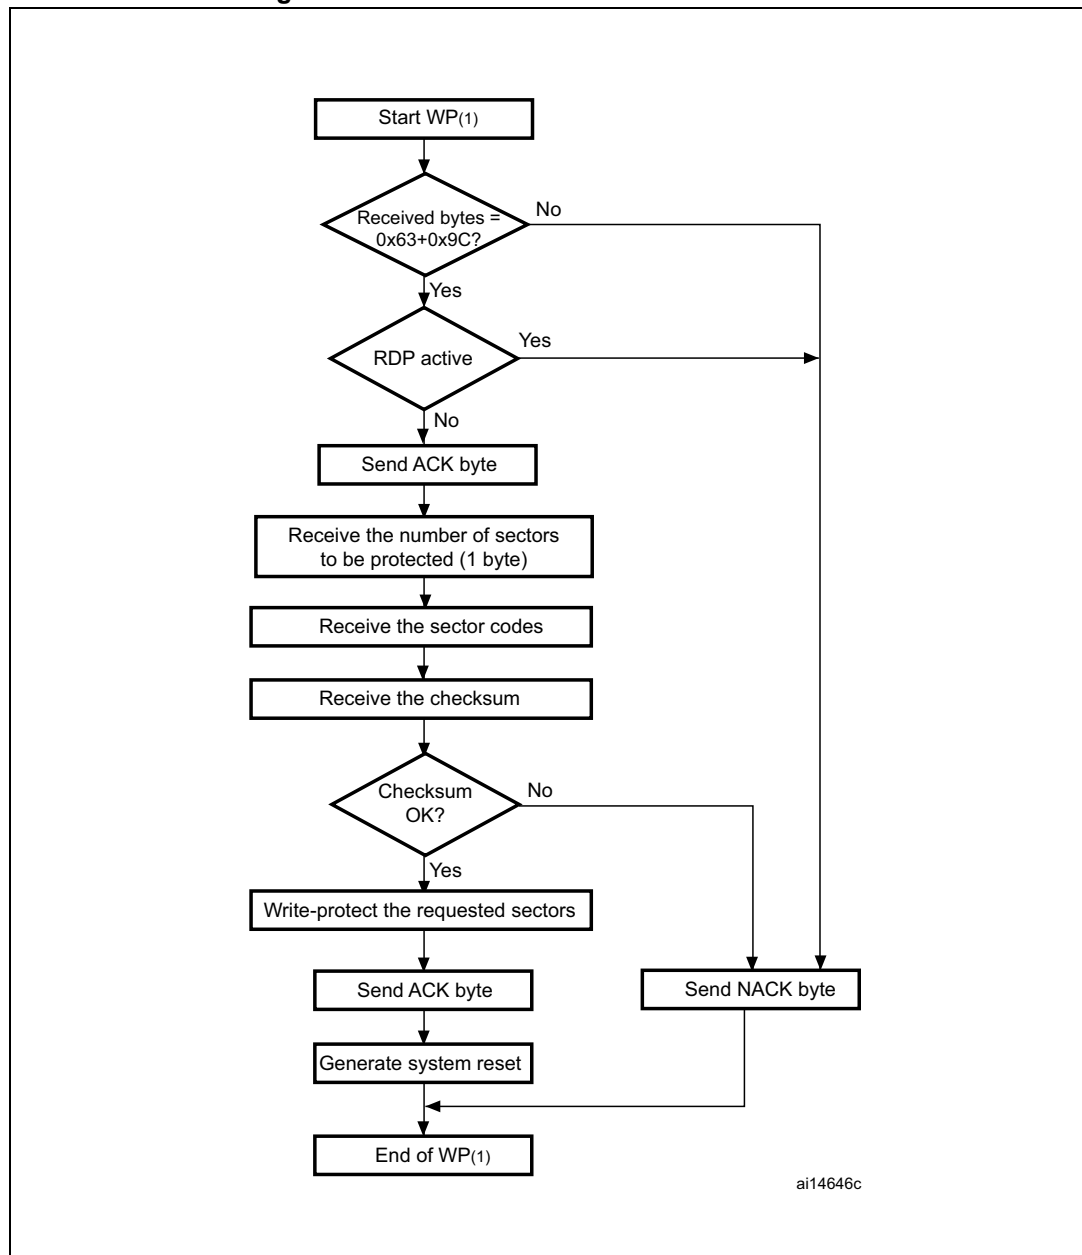 Start WP(1)
Received bytes =
0x63+0x9C?
No
Yes
RDP active
Yes
No
Send ACK byte
Receive the number of sectors
to be protected (1 byte)
Receive the sector codes
Receive the checksum
Checksum
OK?
No
Yes
Write-protect the requested sectors
Send ACK byte
Send NACK byte
Generate system reset
End of WP(1)
ai14646c